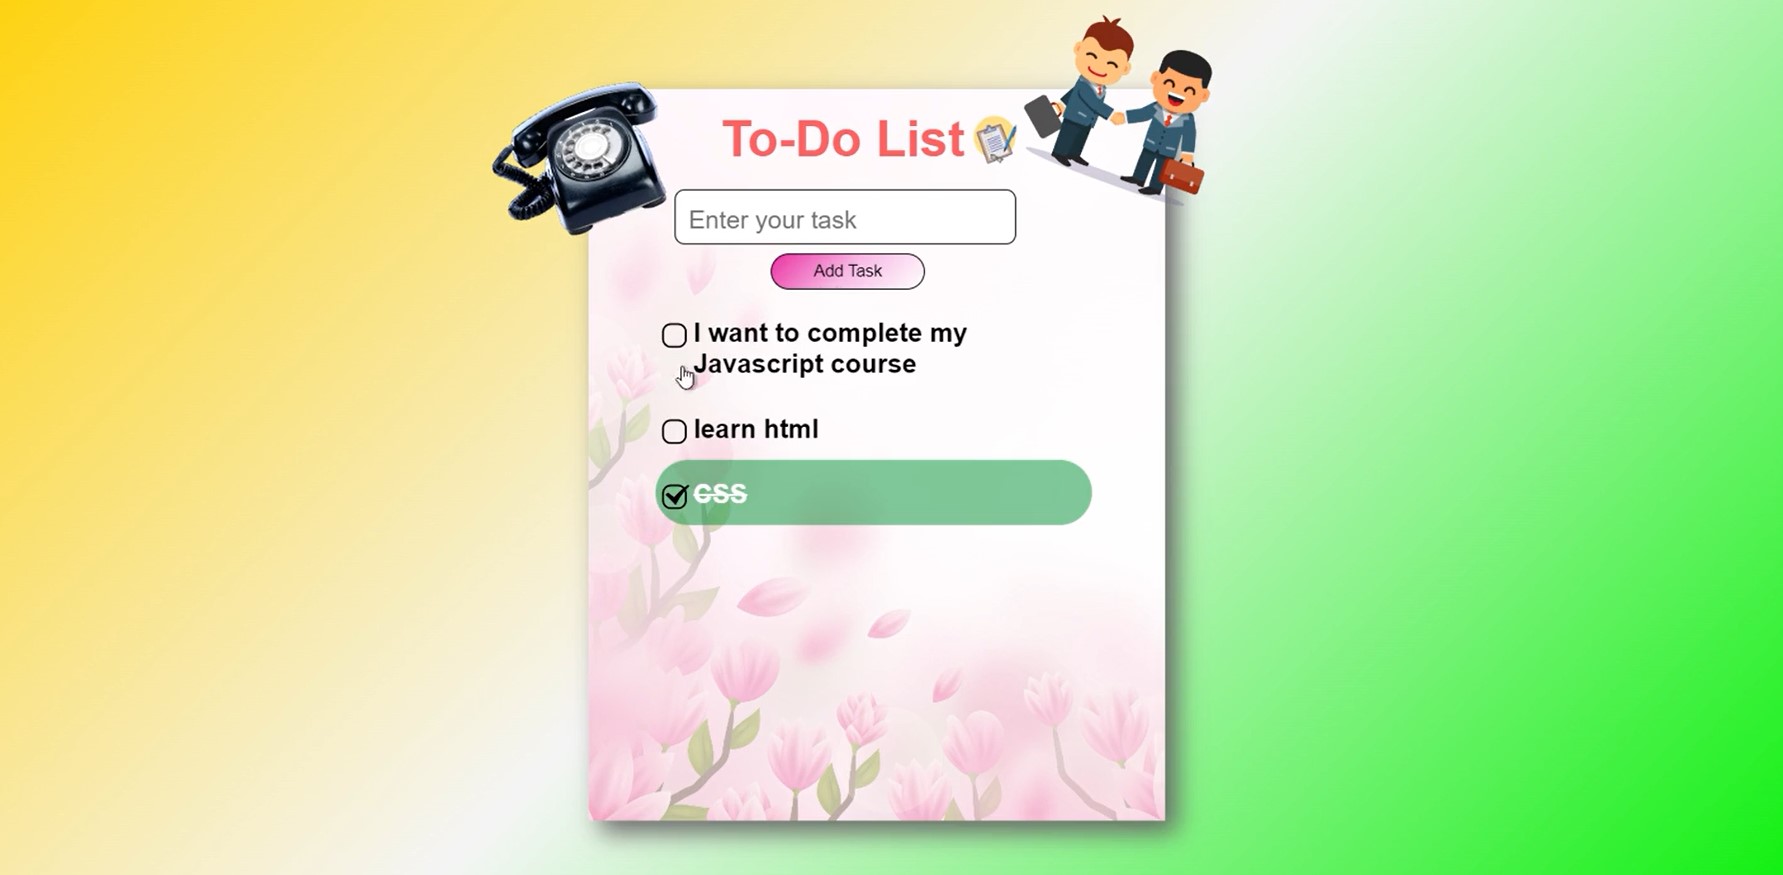 To-Do List
Enter your task
Add Task
I want to complete my
Javascript course
learn html
CSS